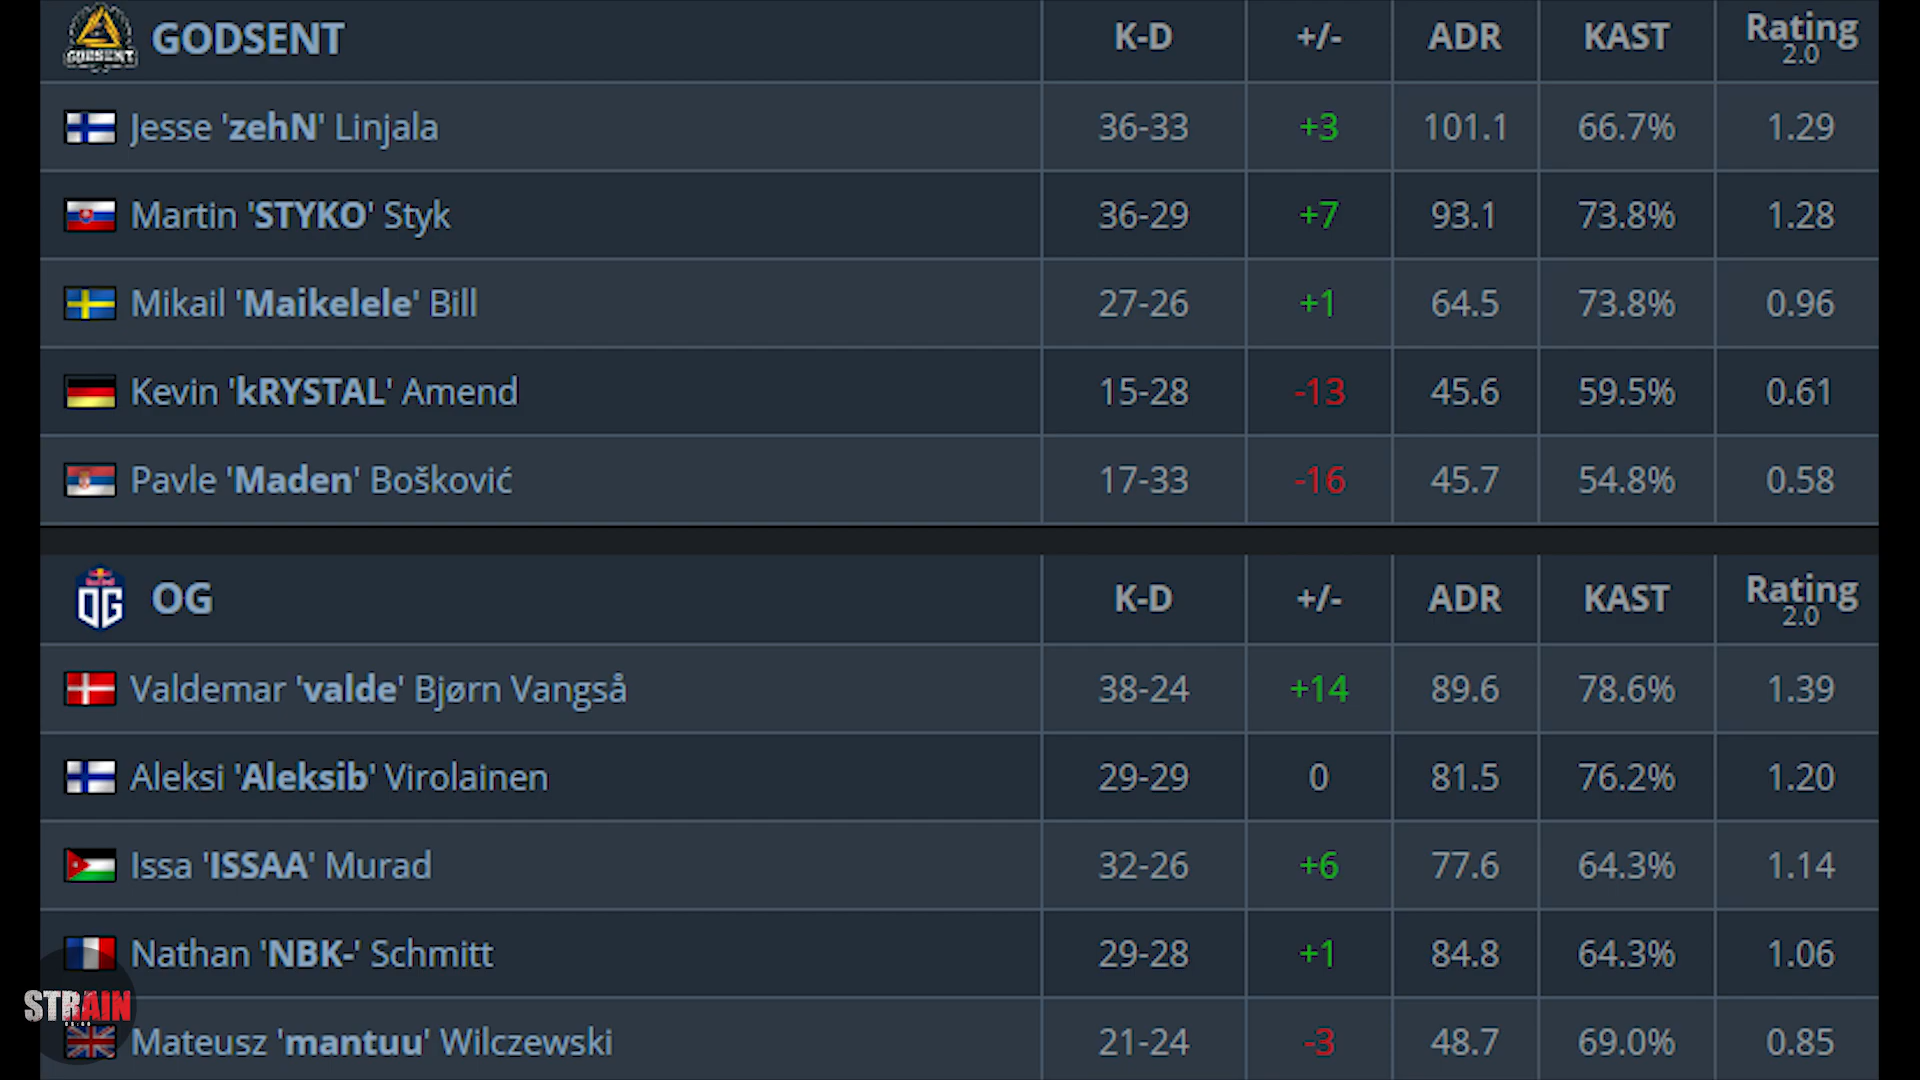 GODSENT GODSENT K-D +/- ADR KAST Rating 2.0
Jesse 'zehN' Linjala 36-33 +3 101.1 66.7% 1.29
Martin 'STYKO' Styk 36-29 +7 93.1 73.8% 1.28
Mikail 'Maikelele' Bill 27-26 +1 64.5 73.8% 0.96
Kevin 'kRYSTAL' Amend 15-28 -13 45.6 59.5% 0.61
Pavle 'Maden' Bošković 17-33 -16 45.7 54.8% 0.58
OG OG K-D +/- ADR KAST Rating 2.0
Valdemar 'valde' Bjørn Vangså 38-24 +14 89.6 78.6% 1.39
Aleksi 'Aleksib' Virolainen 29-29 0 81.5 76.2% 1.20
Issa 'ISSAA' Murad 32-26 +6 77.6 64.3% 1.14
Nathan 'NBK-' Schmitt 29-28 +1 84.8 64.3% 1.06
STRAIN
Mateusz 'mantuu' Wilczewski 21-24 -3 48.7 69.0% 0.85